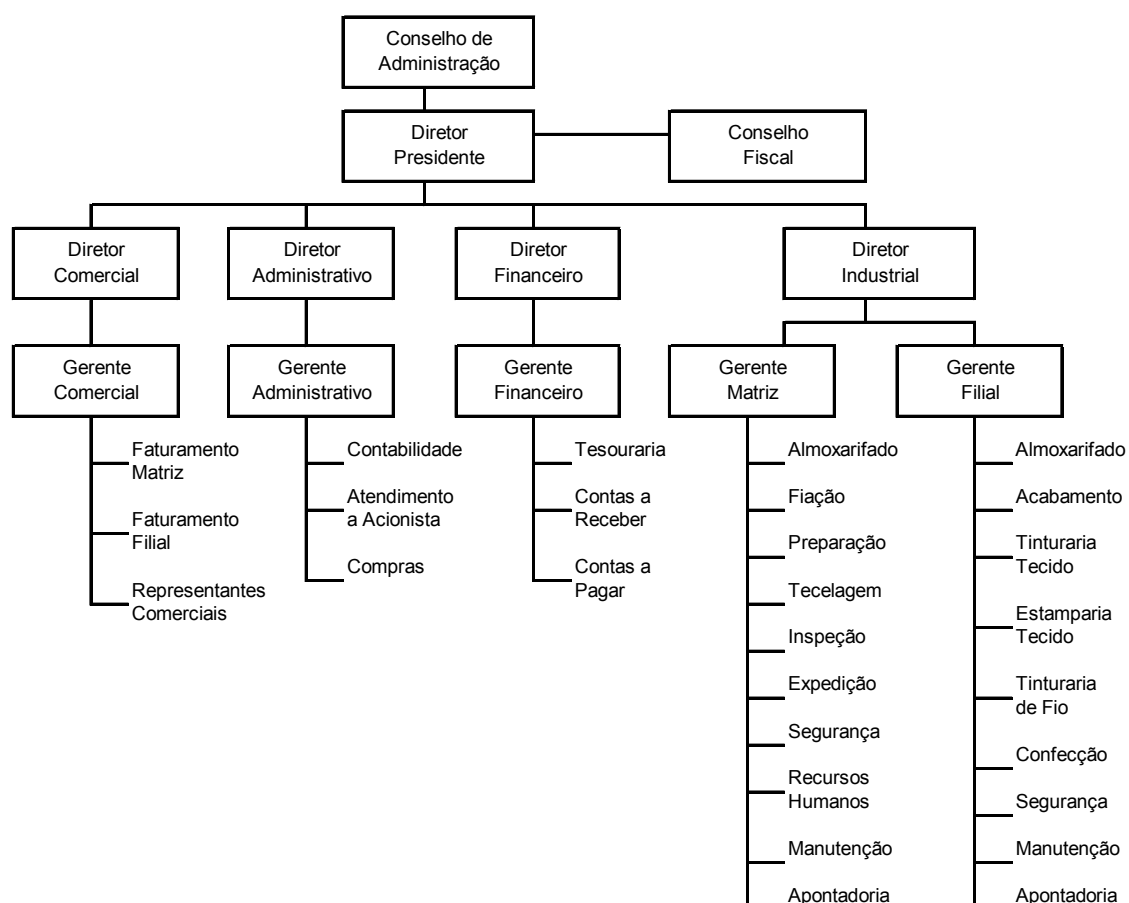 Conselho de
Administração
Diretor
Presidente
Conselho
Fiscal
Diretor
Comercial
Diretor
Administrativo
Diretor
Financeiro
Diretor
Industrial
Gerente
Comercial
Gerente
Administrativo
Gerente
Financeiro
Gerente
Matriz
Gerente
Filial
Faturamento
Matriz
Faturamento
Filial
Representantes
Comerciais
Contabilidade
Atendimento
a Acionista
Compras
Tesouraria
Contas a
Receber
Contas a
Pagar
Almoxarifado
Fiação
Preparação
Tecelagem
Inspeção
Expedição
Segurança
Recursos
Humanos
Manutenção
Apontadoria
Almoxarifado
Acabamento
Tinturaria
Tecido
Estamparia
Tecido
Tinturaria
de Fio
Confecção
Segurança
Manutenção
Apontadoria